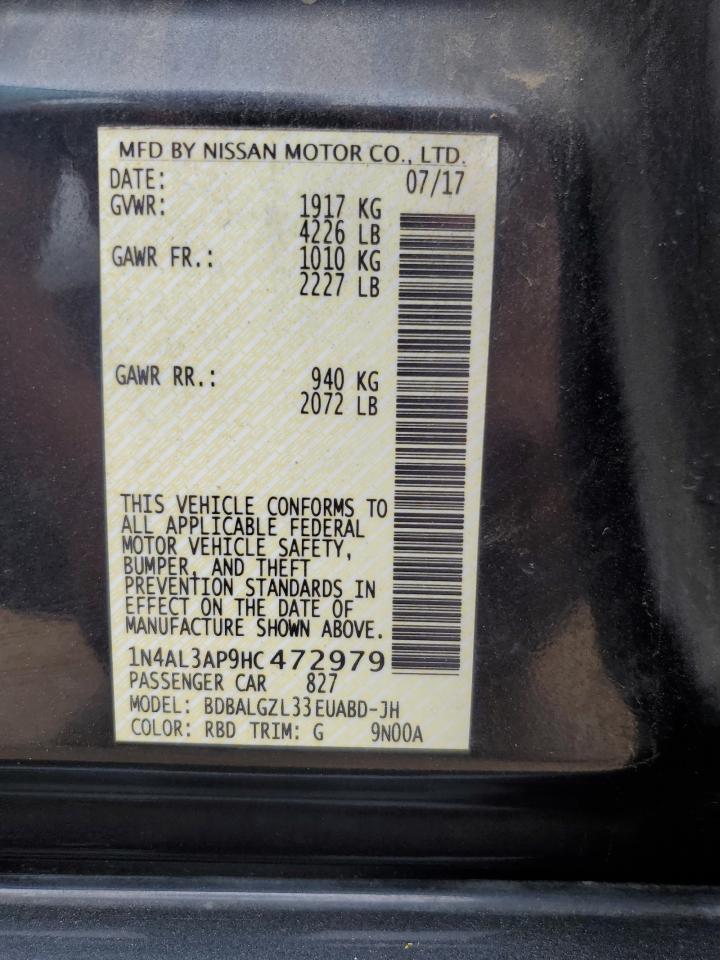 MFD BY NISSAN MOTOR CO., LTD.
DATE: 07/17
GVWR: 1917 KG
4226 LB
GAWR FR.: 1010 KG
2227 LB
GAWR RR.: 940 KG
2072 LB
THIS VEHICLE CONFORMS TO
ALL APPLICABLE FEDERAL
MOTOR VEHICLE SAFETY,
BUMPER, AND THEFT
PREVENTION STANDARDS IN
EFFECT ON THE DATE OF
MANUFACTURE SHOWN ABOVE.
1N4AL3AP9HC472979
PASSENGER CAR 827
MODEL: BDBALGZL33EUABD-JH
COLOR: RBD TRIM: G 9N00A